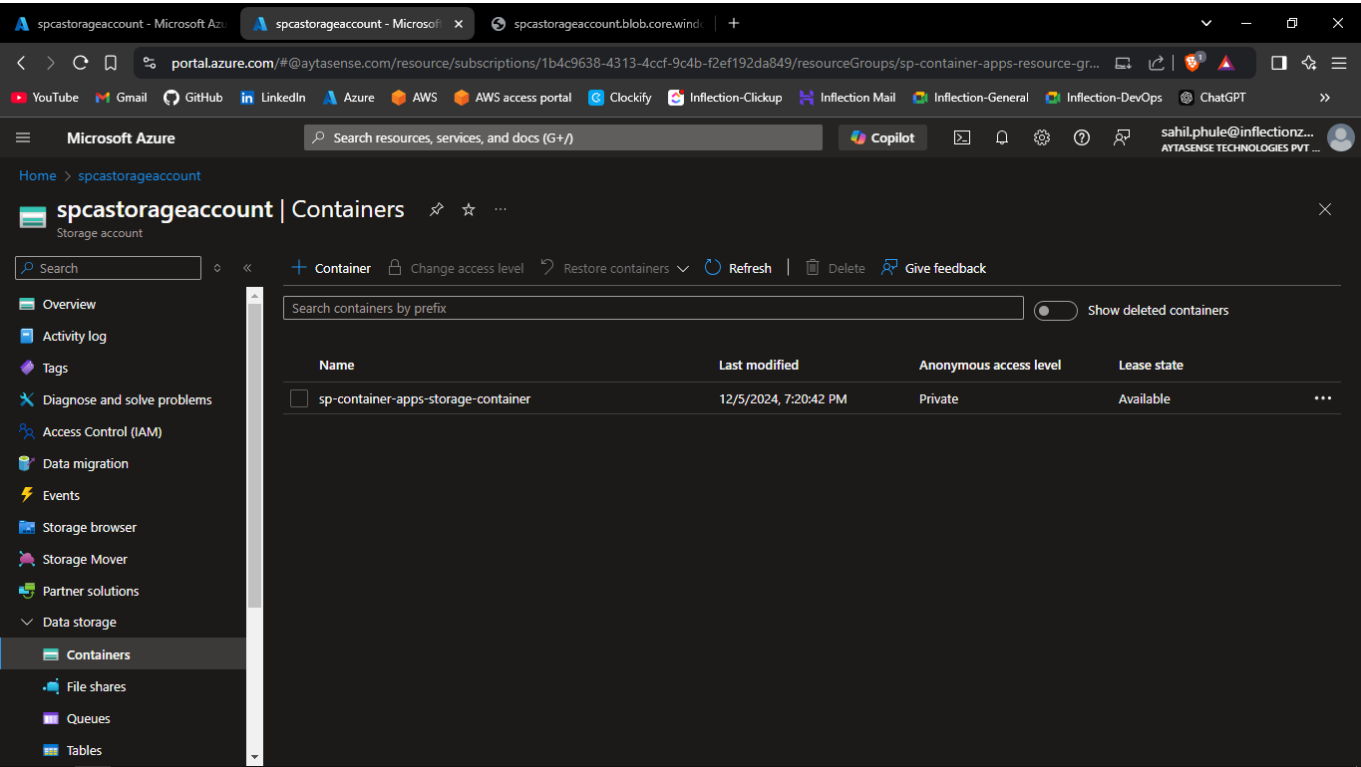 spcastorageaccount - Microsoft Azu
spcastorageaccount - Microsof
spcastorageaccount.blob.core.wind
portal.azure.com/#@aytasense.com/resource/subscriptions/1b4c9638-4313-4ccf-9c4b-f2ef192da849/resourceGroups/sp-container-apps-resource-gr...
YouTube Gmail GitHub LinkedIn Azure AWS AWS access portal Clockify Inflection-Clickup Inflection Mail Inflection-General Inflection-DevOps ChatGPT
Microsoft Azure
Search resources, services, and docs (G+/)
Copilot
sahil.phule@inflectionz...
AYTASENSE TECHNOLOGIES PVT ...
Home > spcastorageaccount
spcastorageaccount | Containers
Storage account
Search
Container Change access level Restore containers Refresh | Delete Give feedback
Overview
Activity log
Tags
Diagnose and solve problems
Access Control (IAM)
Data migration
Events
Storage browser
Storage Mover
Partner solutions
Data storage
Containers
File shares
Queues
Tables
Search containers by prefix
Show deleted containers
Name Last modified Anonymous access level Lease state
sp-container-apps-storage-container 12/5/2024, 7:20:42 PM Private Available